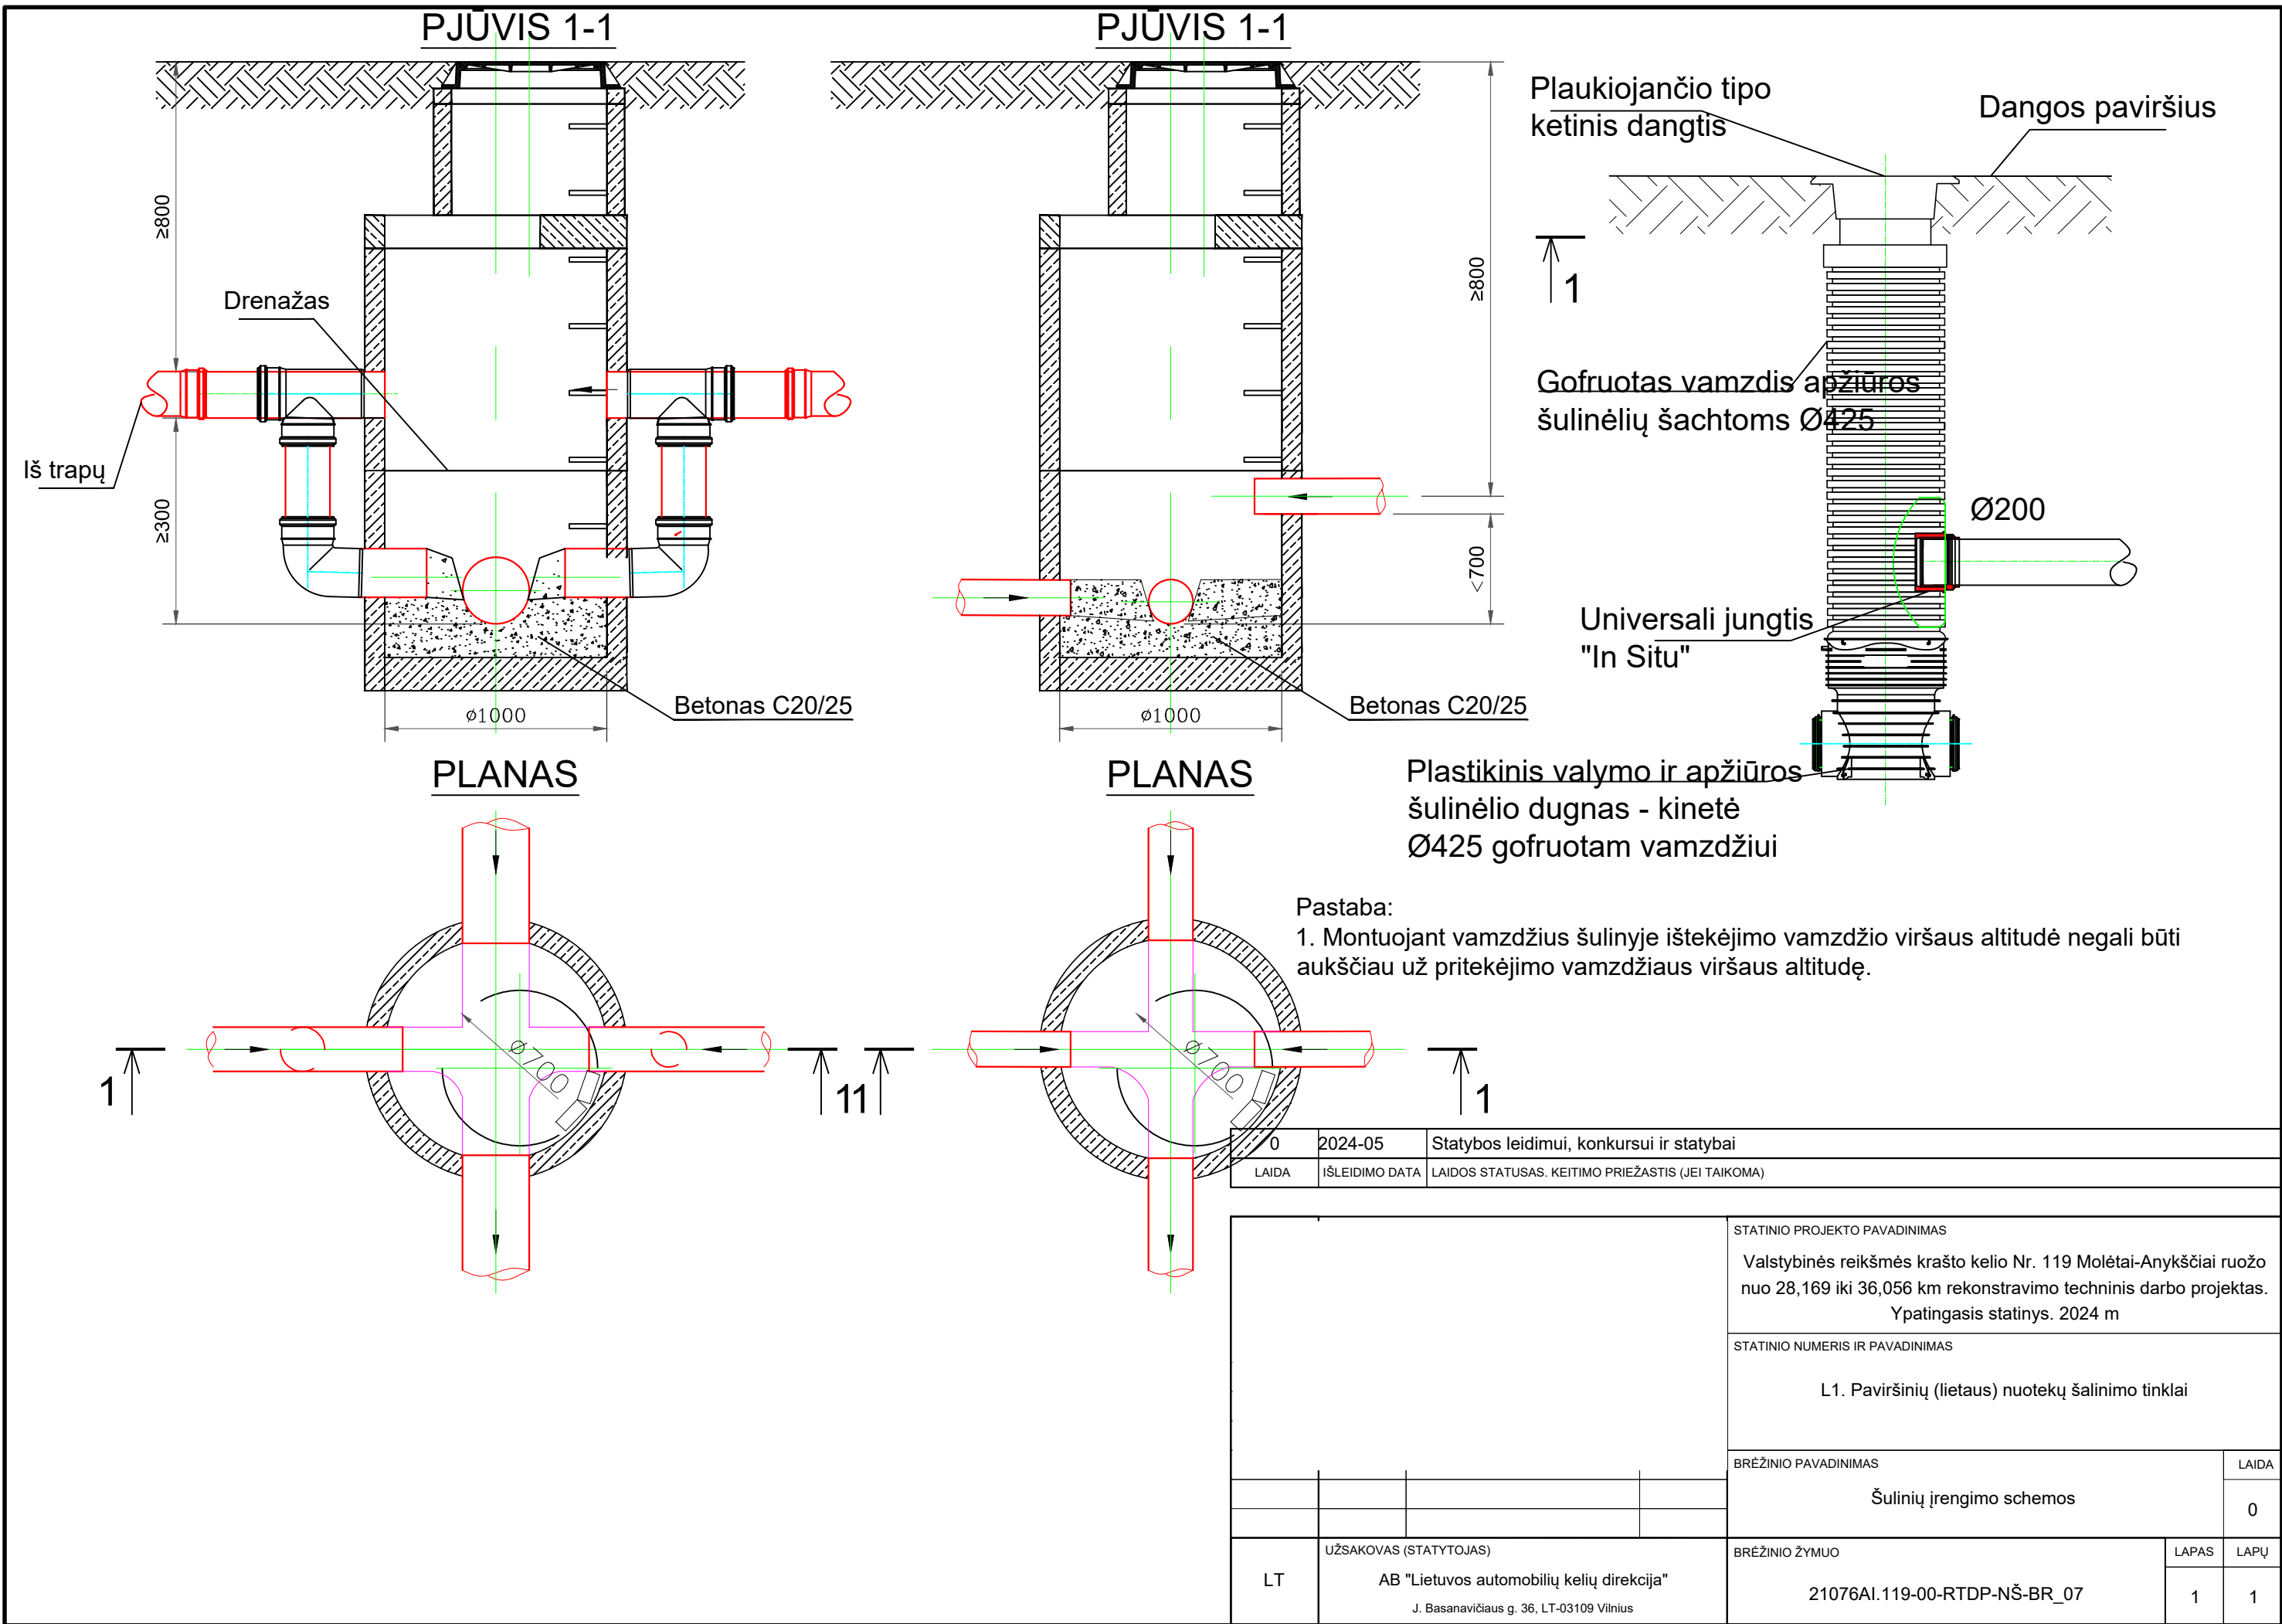 PJŪVIS 1-1
≥800
Drenažas
Iš trapų
≥300
Betonas C20/25
ø1000
PLANAS
ø700
1
1
PJŪVIS 1-1
≥800
<700
Betonas C20/25
ø1000
PLANAS
ø700
1
1
Plaukiojančio tipo
ketinis dangtis
Dangos paviršius
1
Gofruotas vamzdis apžiūros
šulinėlių šachtoms Ø425
Ø200
Universali jungtis
"In Situ"
Plastikinis valymo ir apžiūros
šulinėlio dugnas - kinetė
Ø425 gofruotam vamzdžiui
Pastaba:
1. Montuojant vamzdžius šulinyje ištekėjimo vamzdžio viršaus altitudė negali būti
aukščiau už pritekėjimo vamzdžiaus viršaus altitudę.
0 2024-05 Statybos leidimui, konkursui ir statybai
LAIDA IŠLEIDIMO DATA LAIDOS STATUSAS. KEITIMO PRIEŽASTIS (JEI TAIKOMA)
STATINIO PROJEKTO PAVADINIMAS
Valstybinės reikšmės krašto kelio Nr. 119 Molėtai-Anykščiai ruožo
nuo 28,169 iki 36,056 km rekonstravimo techninis darbo projektas.
Ypatingasis statinys. 2024 m
STATINIO NUMERIS IR PAVADINIMAS
L1. Paviršinių (lietaus) nuotekų šalinimo tinklai
BRĖŽINIO PAVADINIMAS
LAIDA
Šulinių įrengimo schemos
0
LT
UŽSAKOVAS (STATYTOJAS)
AB "Lietuvos automobilių kelių direkcija"
J. Basanavičiaus g. 36, LT-03109 Vilnius
BRĖŽINIO ŽYMUO
21076AI.119-00-RTDP-NŠ-BR_07
LAPAS LAPŲ
1 1